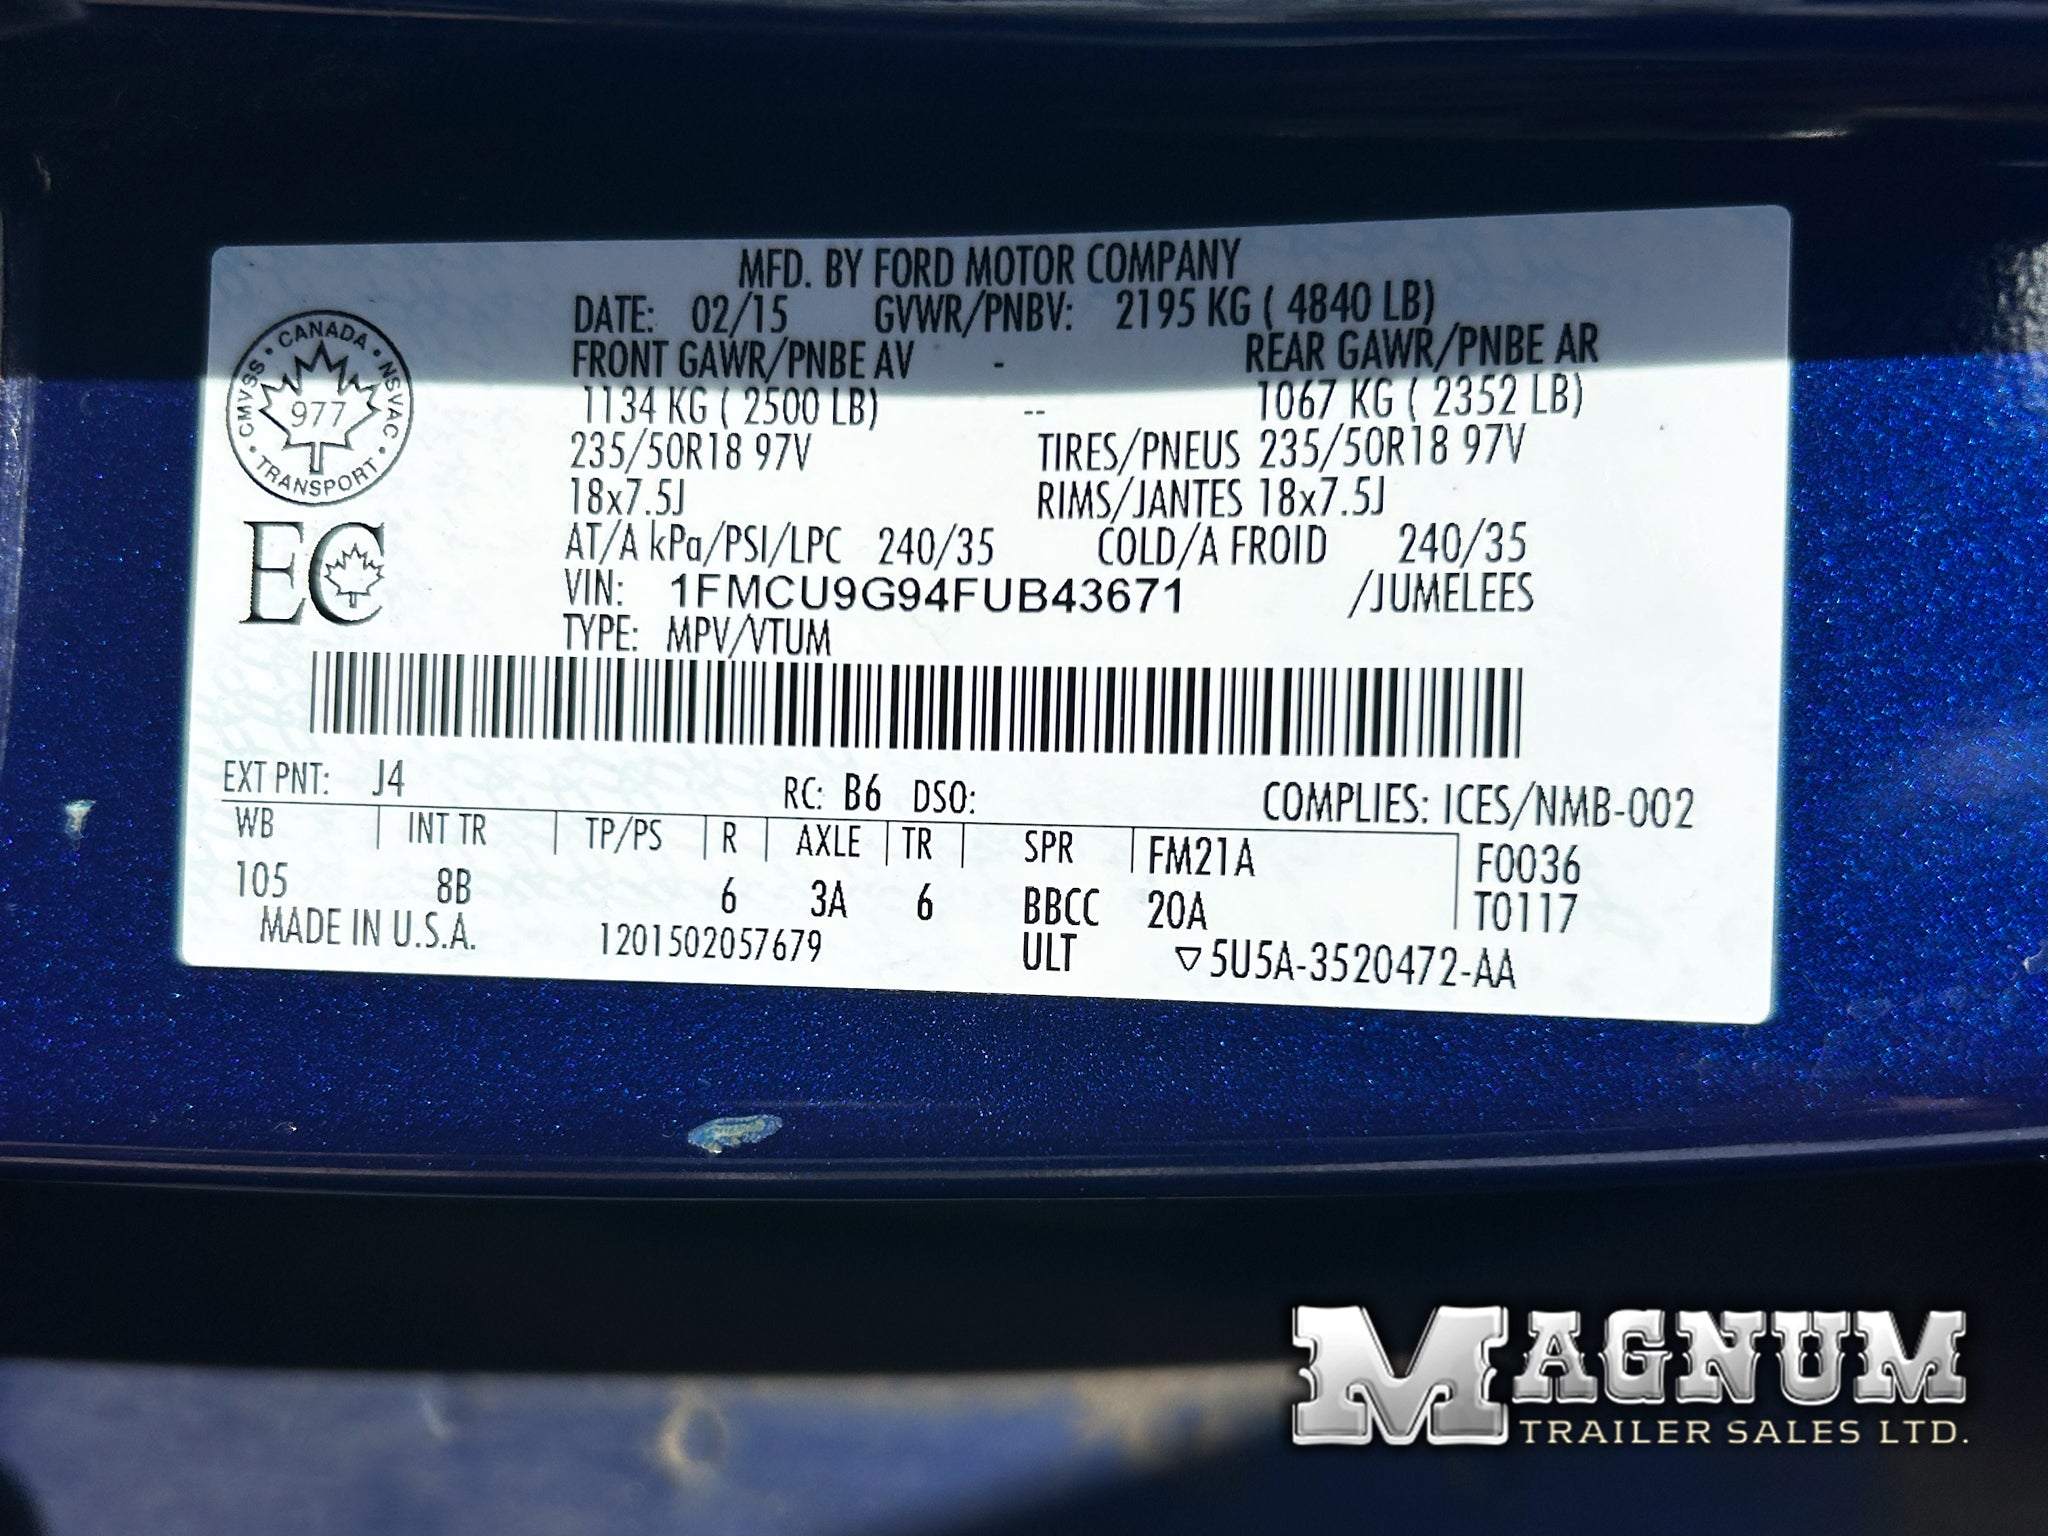 MFD. BY FORD MOTOR COMPANY
DATE: 02/15 GVWR/PNBV: 2195 KG ( 4840 LB)
FRONT GAWR/PNBE AV - REAR GAWR/PNBE AR
1134 KG ( 2500 LB) -- 1067 KG ( 2352 LB)
235/50R18 97V TIRES/PNEUS 235/50R18 97V
18x7.5J RIMS/JANTES 18x7.5J
AT/A kPa/PSI/LPC 240/35 COLD/A FROID 240/35
VIN: 1FMCU9G94FUB43671 /JUMELEES
TYPE: MPV/VTUM
CANADA
CMVSS NSVAC
977
TRANSPORT
EC
EXT PNT: J4 RC: B6 DSO: COMPLIES: ICES/NMB-002
WB INT TR TP/PS R AXLE TR SPR FM21A F0036
105 8B 6 3A 6 BBCC 20A T0117
MADE IN U.S.A. 1201502057679 ULT ▽5U5A-3520472-AA
MAGNUM
TRAILER SALES LTD.